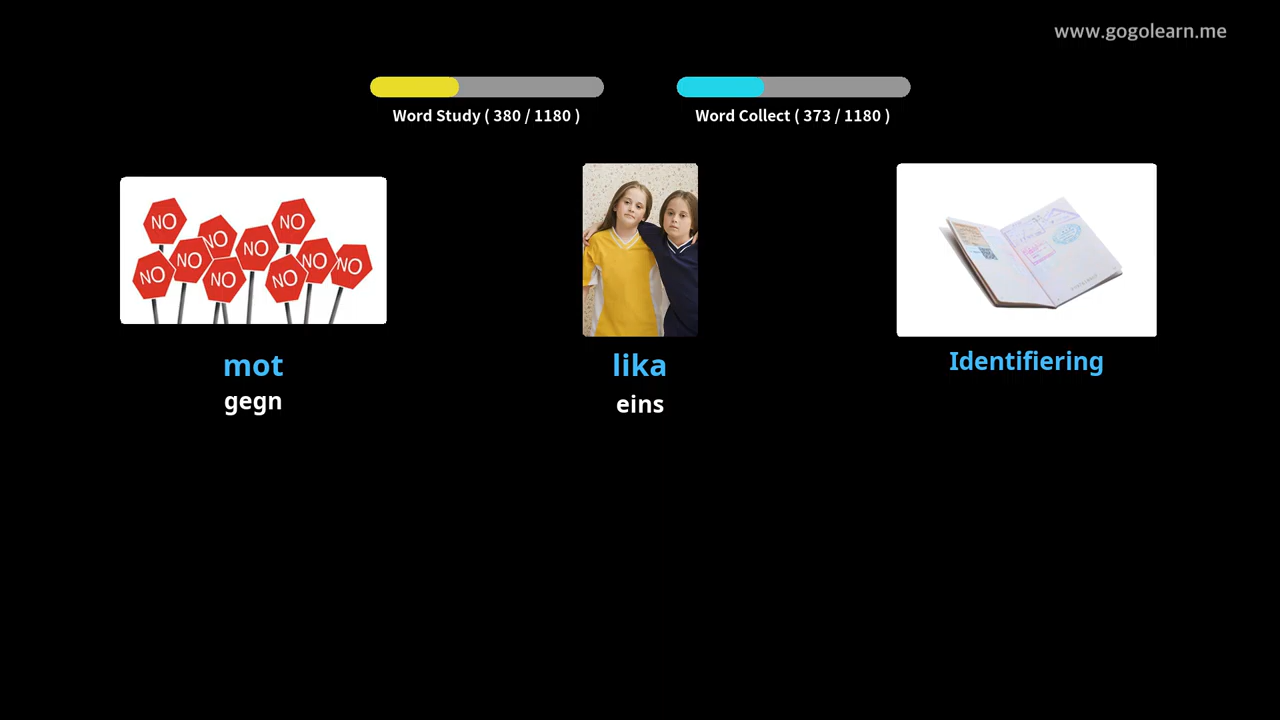 www.gogolearn.me
Word Study ( 380 / 1180 )
Word Collect ( 373 / 1180 )
NO
NO
NO
NO
NO
NO
NO
NO
NO
NO
mot
gegn
lika
eins
Identifiering